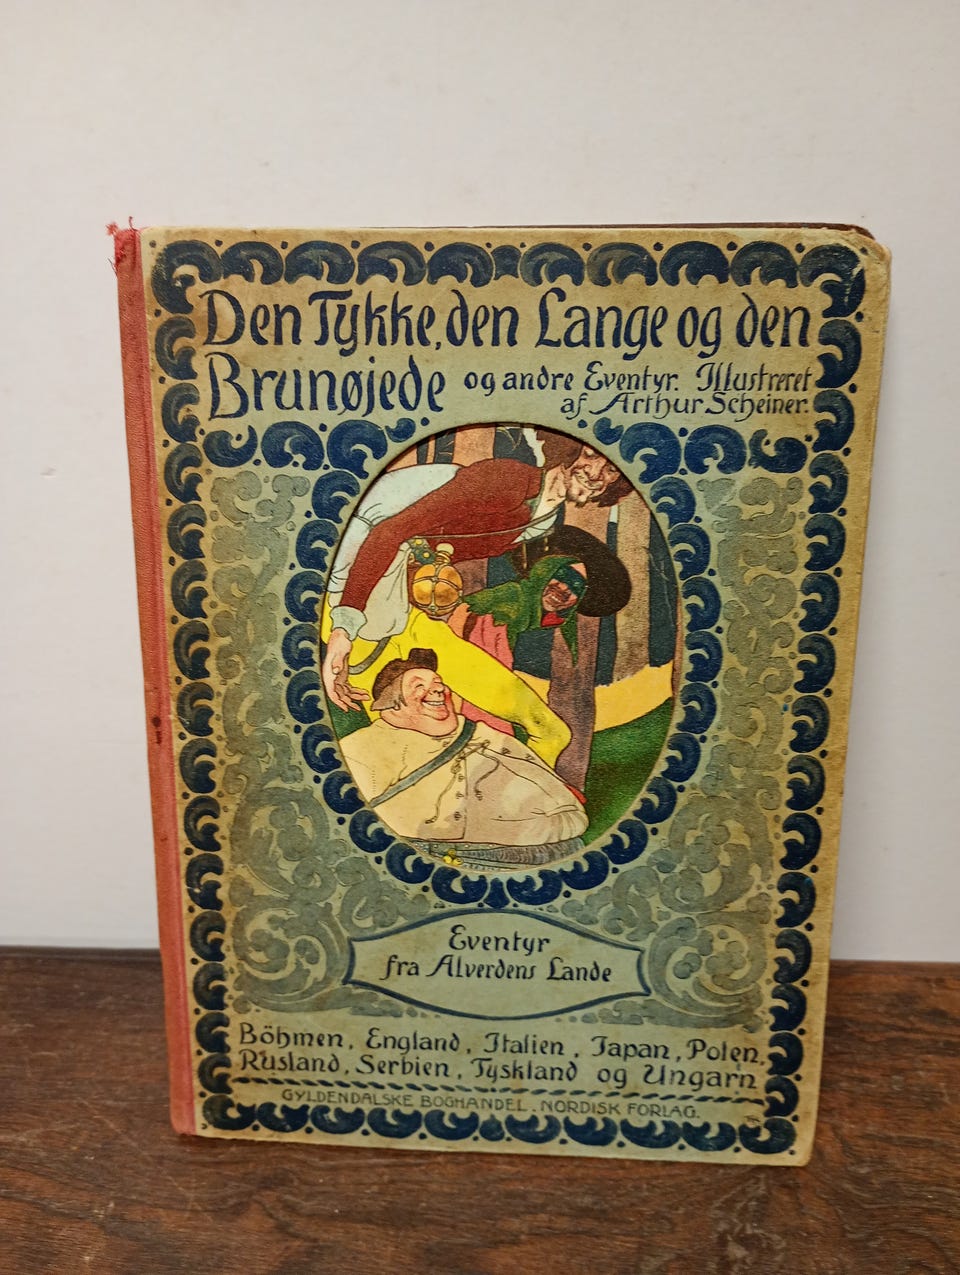 Den Tykke, den Lange og den
Brunøjede og andre Eventyr. Illustreret
af Arthur Scheiner.
Eventyr
fra Alverdens Lande
Böhmen, England, Italien, Japan, Polen,
Rusland, Serbien, Tyskland og Ungarn
GYLDENDALSKE BOGHANDEL. NORDISK FORLAG.